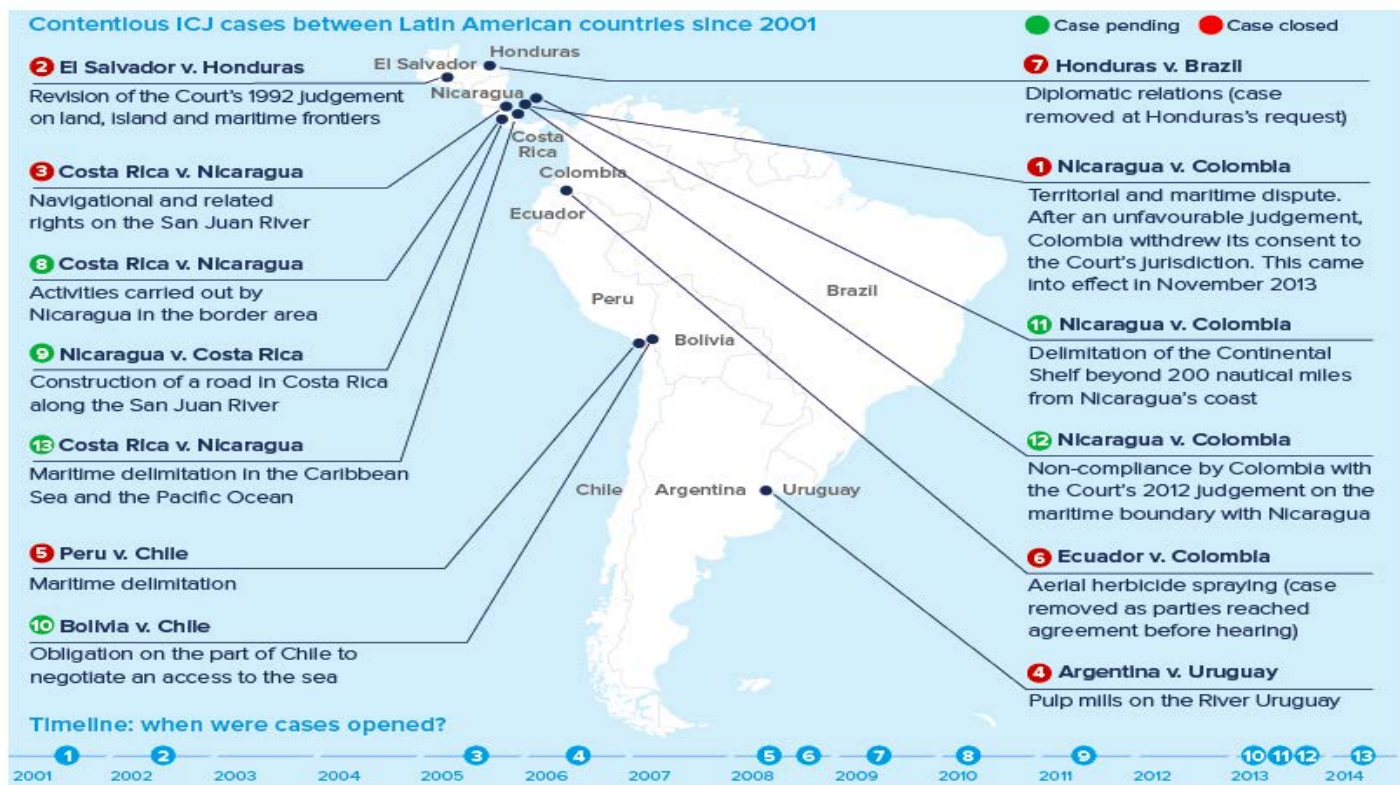 Contentious ICJ cases between Latin American countries since 2001
Case pending
Case closed
2 El Salvador v. Honduras
Revision of the Court's 1992 judgement
on land, island and maritime frontiers
3 Costa Rica v. Nicaragua
Navigational and related
rights on the San Juan River
8 Costa Rica v. Nicaragua
Activities carried out by
Nicaragua in the border area
9 Nicaragua v. Costa Rica
Construction of a road in Costa Rica
along the San Juan River
13 Costa Rica v. Nicaragua
Maritime delimitation in the Caribbean
Sea and the Pacific Ocean
5 Peru v. Chile
Maritime delimitation
10 Bolivia v. Chile
Obligation on the part of Chile to
negotiate an access to the sea
Honduras
El Salvador
Nicaragua
Costa
Rica
Colombia
Ecuador
Peru
Brazil
Bolivia
Chile
Argentina
Uruguay
7 Honduras v. Brazil
Diplomatic relations (case
removed at Honduras's request)
1 Nicaragua v. Colombia
Territorial and maritime dispute.
After an unfavourable judgement,
Colombia withdrew its consent to
the Court's jurisdiction. This came
into effect in November 2013
11 Nicaragua v. Colombia
Delimitation of the Continental
Shelf beyond 200 nautical miles
from Nicaragua's coast
12 Nicaragua v. Colombia
Non-compliance by Colombia with
the Court's 2012 judgement on the
maritime boundary with Nicaragua
6 Ecuador v. Colombia
Aerial herbicide spraying (case
removed as parties reached
agreement before hearing)
4 Argentina v. Uruguay
Pulp mills on the River Uruguay
Timeline: when were cases opened?
1 2 3 4 5 6 7 8 9 10 11 12 13
2001 2002 2003 2004 2005 2006 2007 2008 2009 2010 2011 2012 2013 2014